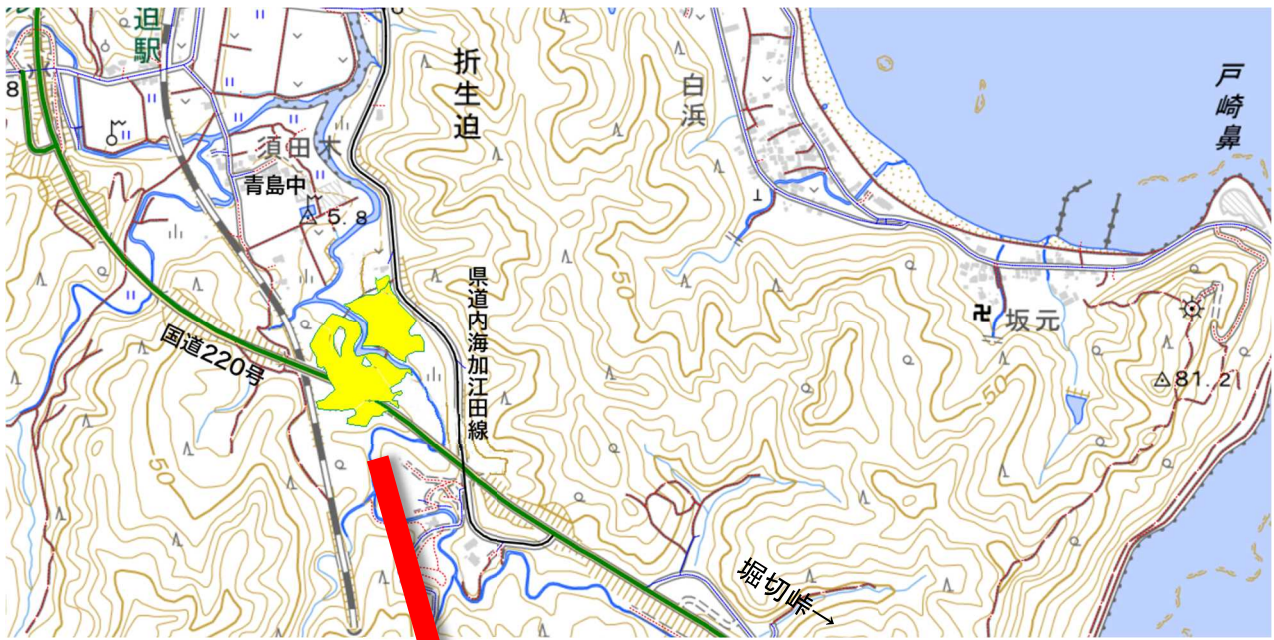 迫駅
8
折生迫
白浜
戸崎鼻
須田木
青島中
5.8
50
県道内海加江田線
国道220号
坂元
81.2
50
50
堀切峠→